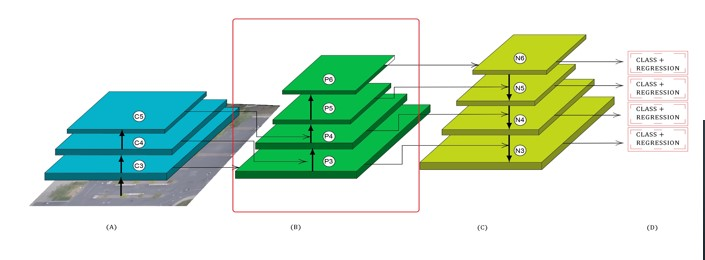 C5
C4
C3
(A)
P6
P5
P4
P3
(B)
N6
N5
N4
N3
(C)
CLASS +
REGRESSION
CLASS +
REGRESSION
CLASS +
REGRESSION
CLASS +
REGRESSION
(D)